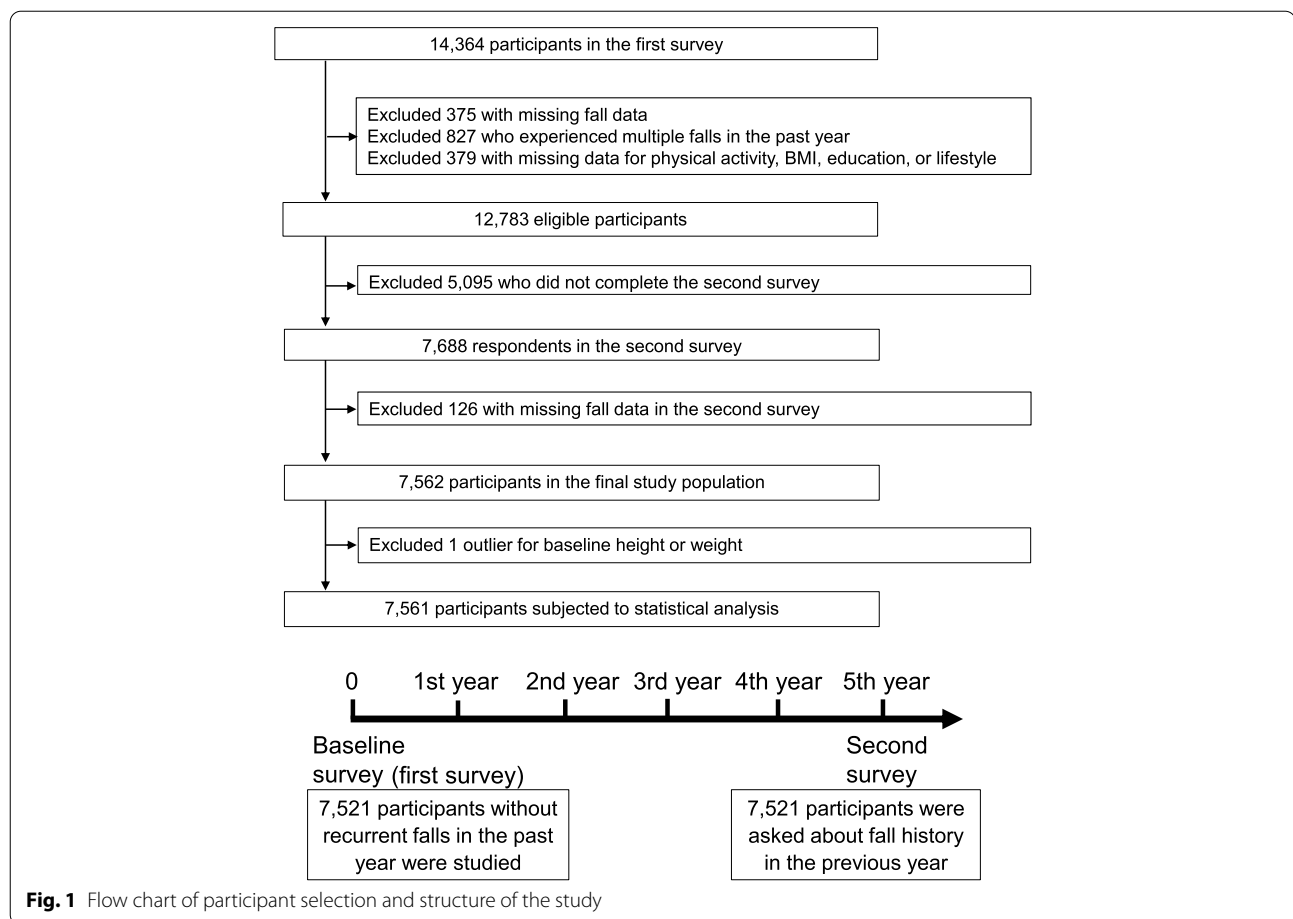 14,364 participants in the first survey
Excluded 375 with missing fall data
Excluded 827 who experienced multiple falls in the past year
Excluded 379 with missing data for physical activity, BMI, education, or lifestyle
12,783 eligible participants
Excluded 5,095 who did not complete the second survey
7,688 respondents in the second survey
Excluded 126 with missing fall data in the second survey
7,562 participants in the final study population
Excluded 1 outlier for baseline height or weight
7,561 participants subjected to statistical analysis
0 1st year 2nd year 3rd year 4th year 5th year
Baseline
survey (first survey)
7,521 participants without
recurrent falls in the past
year were studied
Second
survey
7,521 participants were
asked about fall history
in the previous year
Fig. 1 Flow chart of participant selection and structure of the study